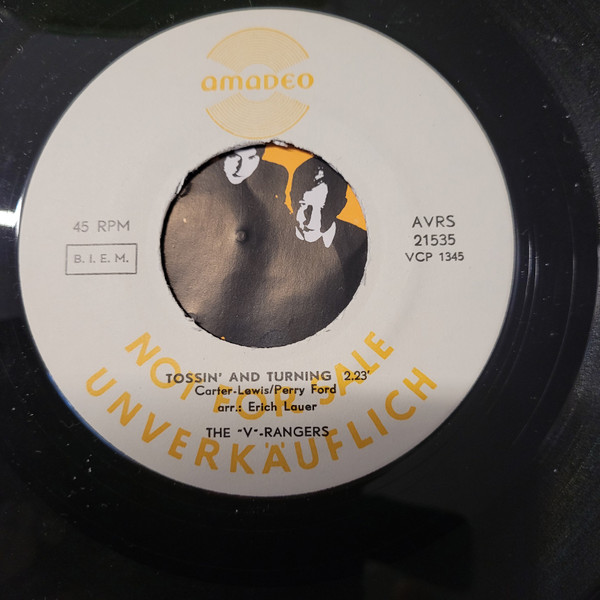 amadeo
45 RPM
B. I. E. M.
AVRS
21535
VCP 1345
NOT FOR SALE
TOSSIN' AND TURNING 2.23'
Carter-Lewis/Perry Ford
arr.: Erich Lauer
THE "V"-RANGERS
UNVERKÄUFLICH